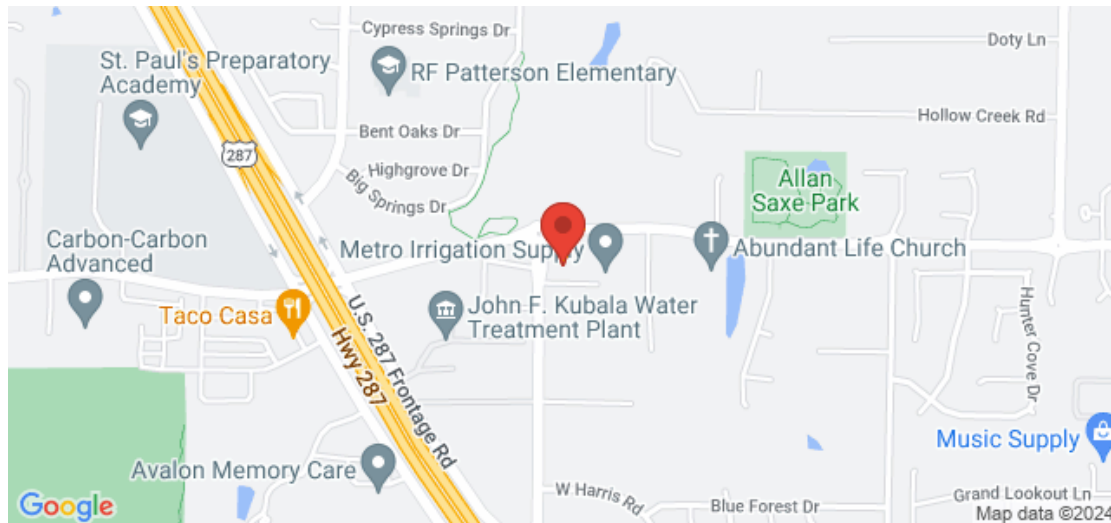 Cypress Springs Dr
Doty Ln
St. Paul's Preparatory
Academy
RF Patterson Elementary
Hollow Creek Rd
Bent Oaks Dr
287
Highgrove Dr
Big Springs Dr
Allan
Saxe Park
Carbon-Carbon
Advanced
Metro Irrigation Supply
Abundant Life Church
Taco Casa
John F. Kubala Water
Treatment Plant
U.S. 287 Frontage Rd
Hwy 287
Hunter Cove Dr
Music Supply
Avalon Memory Care
W Harris Rd
Blue Forest Dr
Grand Lookout Ln
Google
Map data ©2024